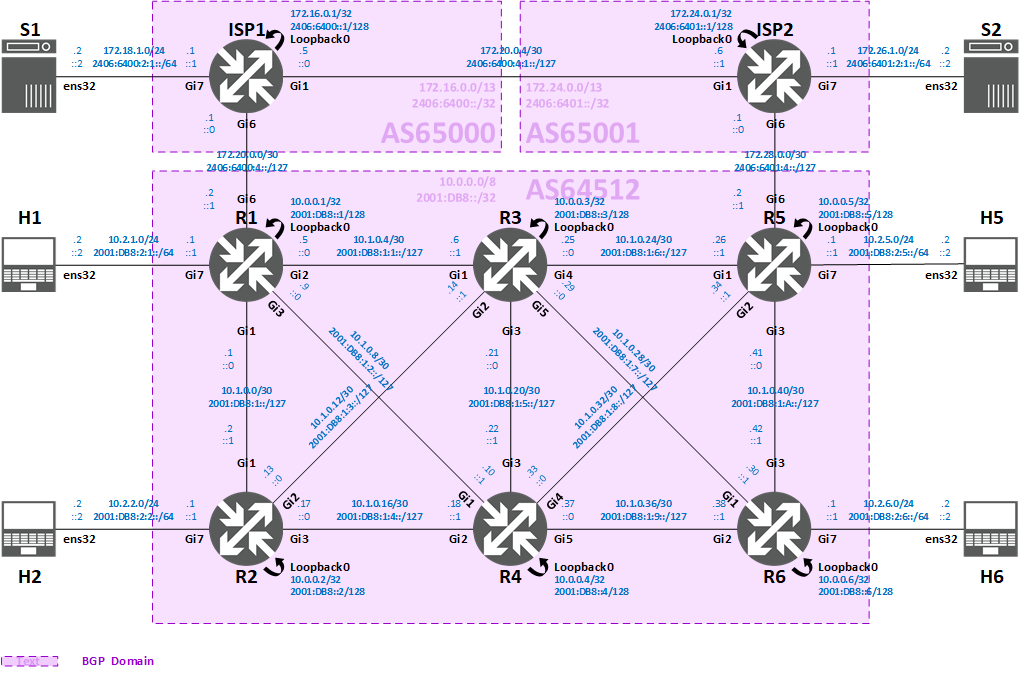 172.16.0.1/32
2406:6400::1/128
Loopback0
172.24.0.1/32
2406:6401::1/128
Loopback0
S1
ISP1
ISP2
S2
.2
172.18.1.0/24
.1
.5
172.20.0.4/30
.6
.1
172.26.1.0/24
.2
::2
2406:6400:2:1::/64
::1
::0
2406:6400:4:1::/127
::1
::1
2406:6401:2:1::/64
::2
ens32
Gi7
Gi1
Gi1
Gi7
ens32
172.16.0.0/13
2406:6400::/32
AS65000
172.24.0.0/13
2406:6401::/32
AS65001
.1
::0
Gi6
.1
::0
Gi6
172.20.0.0/30
2406:6400:4::/127
172.28.0.0/30
2406:6401:4::/127
10.0.0.0/8
2001:DB8::/32
AS64512
.2
::1
Gi6
.2
::1
Gi6
H1
R1
10.0.0.1/32
2001:DB8::1/128
Loopback0
R3
10.0.0.3/32
2001:DB8::3/128
Loopback0
R5
10.0.0.5/32
2001:DB8::5/128
Loopback0
H5
.2
10.2.1.0/24
.1
.5
10.1.0.4/30
.6
.25
10.1.0.24/30
.26
.1
10.2.5.0/24
.2
::2
2001:DB8:2:1::/64
::1
::0
2001:DB8:1:1::/127
::1
::0
2001:DB8:1:6::/127
::1
::1
2001:DB8:2:5::/64
::2
ens32
Gi7
Gi2
Gi1
Gi4
Gi1
Gi7
ens32
.9
::0
Gi3
.14
::1
Gi2
.29
::0
Gi5
.34
::1
Gi2
Gi1
.1
::0
Gi3
.21
::0
Gi3
.41
::0
10.1.0.8/30
2001:DB8:1:2::/127
10.1.0.28/30
2001:DB8:1:7::/127
10.1.0.0/30
2001:DB8:1::/127
10.1.0.12/30
2001:DB8:1:3::/127
10.1.0.20/30
2001:DB8:1:5::/127
10.1.0.32/30
2001:DB8:1:8::/127
10.1.0.40/30
2001:DB8:1:A::/127
.2
::1
Gi1
.22
::1
Gi3
.42
::1
Gi3
.13
::0
Gi2
.10
::1
Gi1
.33
::0
Gi4
.30
::1
Gi1
.2
10.2.2.0/24
.1
.17
10.1.0.16/30
.18
.37
10.1.0.36/30
.38
.1
10.2.6.0/24
.2
::2
2001:DB8:2:2::/64
::1
::0
2001:DB8:1:4::/127
::1
::0
2001:DB8:1:9::/127
::1
::1
2001:DB8:2:6::/64
::2
ens32
Gi7
Gi3
Gi2
Gi5
Gi2
Gi7
ens32
H2
R2
Loopback0
10.0.0.2/32
2001:DB8::2/128
R4
Loopback0
10.0.0.4/32
2001:DB8::4/128
R6
Loopback0
10.0.0.6/32
2001:DB8::6/128
H6
Text
BGP Domain